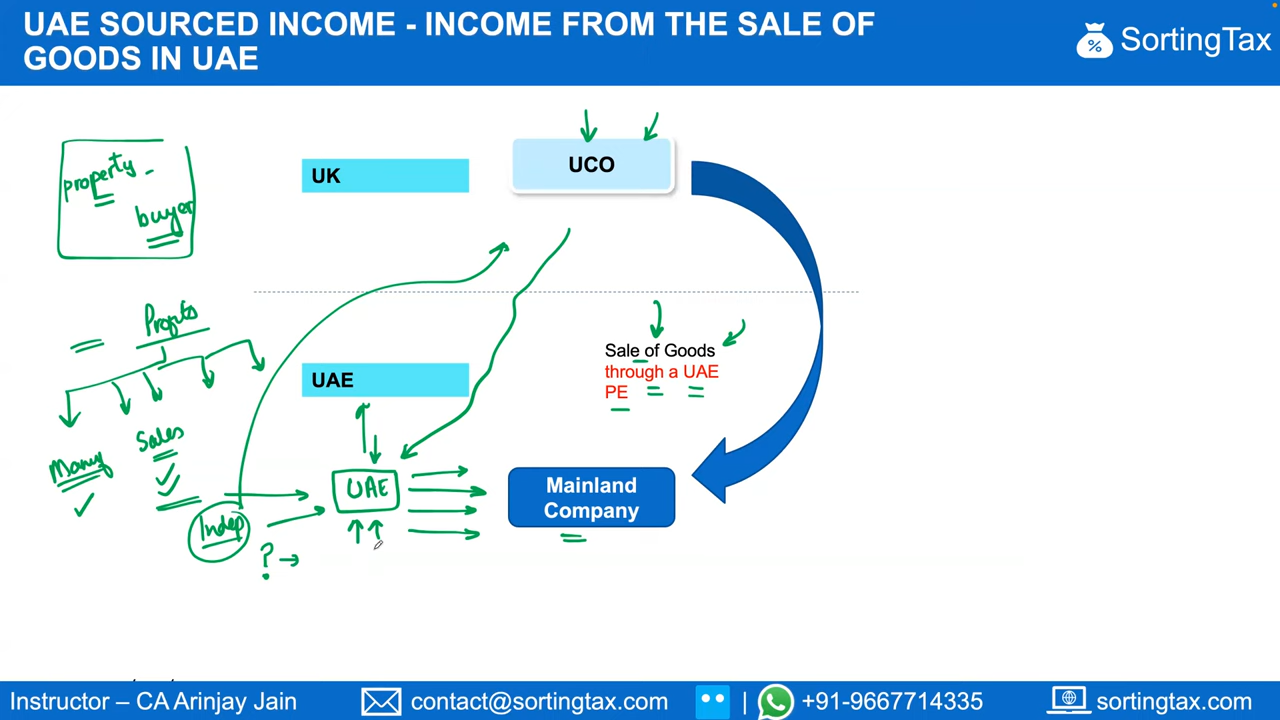 UAE SOURCED INCOME - INCOME FROM THE SALE OF
GOODS IN UAE
SortingTax
%
property
buyer
UK
UCO
Profits
Sale of Goods
through a UAE
PE
UAE
Sales
Manuf
UAE
Mainland
Company
Indep
?
Instructor – CA Arinjay Jain
contact@sortingtax.com
|
+91-9667714335
sortingtax.com